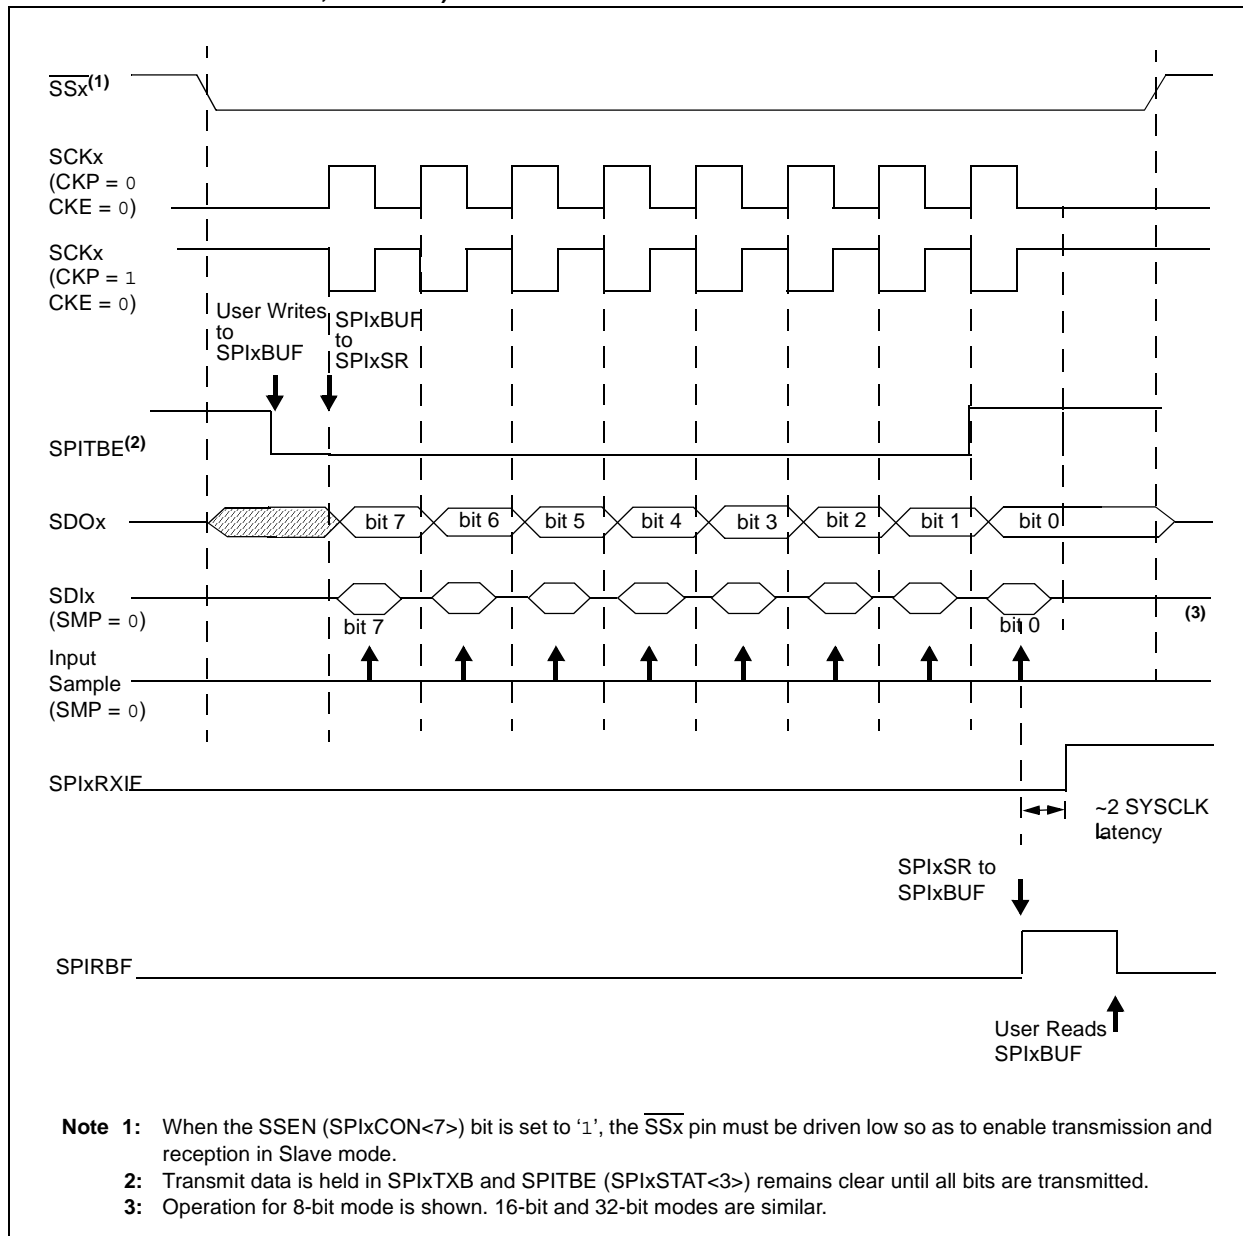 SSx(1)
SCKx
(CKP = 0
CKE = 0)
SCKx
(CKP = 1
CKE = 0)
User Writes
to
SPIxBUF
SPIxBUF
to
SPIxSR
SPITBE(2)
SDOx
bit 7
bit 6
bit 5
bit 4
bit 3
bit 2
bit 1
bit 0
SDIx
(SMP = 0)
bit 7
bit 0
(3)
Input
Sample
(SMP = 0)
SPIxRXIF
~2 SYSCLK
latency
SPIxSR to
SPIxBUF
SPIRBF
User Reads
SPIxBUF
Note 1: When the SSEN (SPIxCON<7>) bit is set to ‘1’, the SSx pin must be driven low so as to enable transmission and
reception in Slave mode.
2: Transmit data is held in SPIxTXB and SPITBE (SPIxSTAT<3>) remains clear until all bits are transmitted.
3: Operation for 8-bit mode is shown. 16-bit and 32-bit modes are similar.